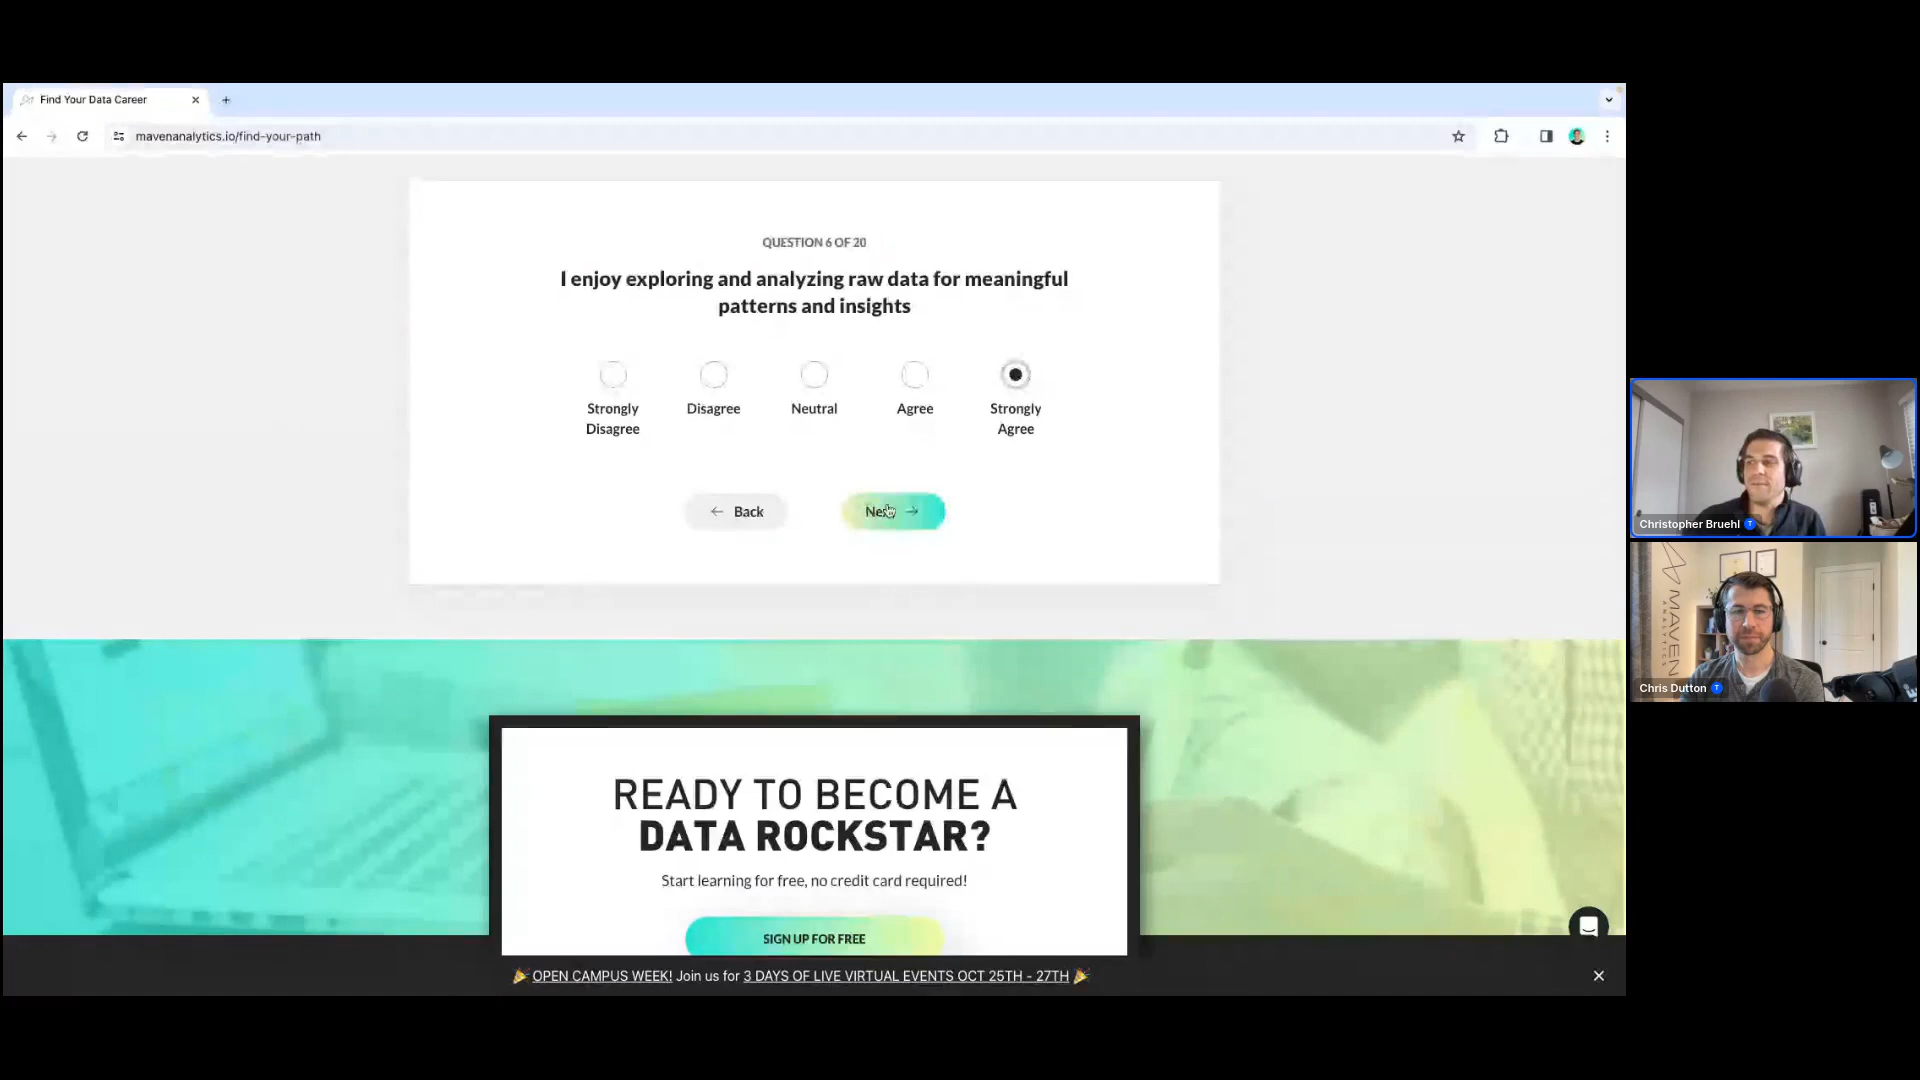 Find Your Data Career
mavenanalytics.io/find-your-path
QUESTION 6 OF 20
I enjoy exploring and analyzing raw data for meaningful
patterns and insights
Strongly
Disagree
Disagree
Neutral
Agree
Strongly
Agree
Back
Next
READY TO BECOME A
DATA ROCKSTAR?
Start learning for free, no credit card required!
SIGN UP FOR FREE
🎉 OPEN CAMPUS WEEK! Join us for 3 DAYS OF LIVE VIRTUAL EVENTS OCT 25TH - 27TH 🎉
Christopher Bruehl
T
MAVEN
ANALYTICS
Chris Dutton
T